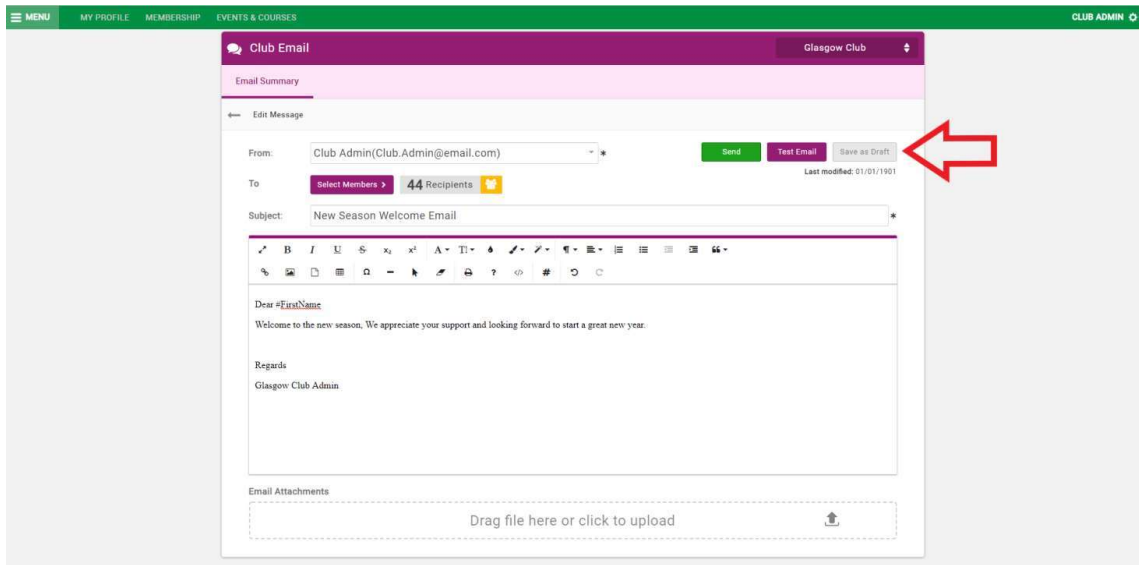 MENU MY PROFILE MEMBERSHIP EVENTS & COURSES CLUB ADMIN
Club Email Glasgow Club
Email Summary
Edit Message
From: Club Admin(Club.Admin@email.com) * Send Test Email Save as Draft
Last modified: 01/01/1901
To Select Members > 44 Recipients
Subject: New Season Welcome Email *
Dear #FirstName
Welcome to the new season, We appreciate your support and looking forward to start a great new year.
Regards
Glasgow Club Admin
Email Attachments
Drag file here or click to upload